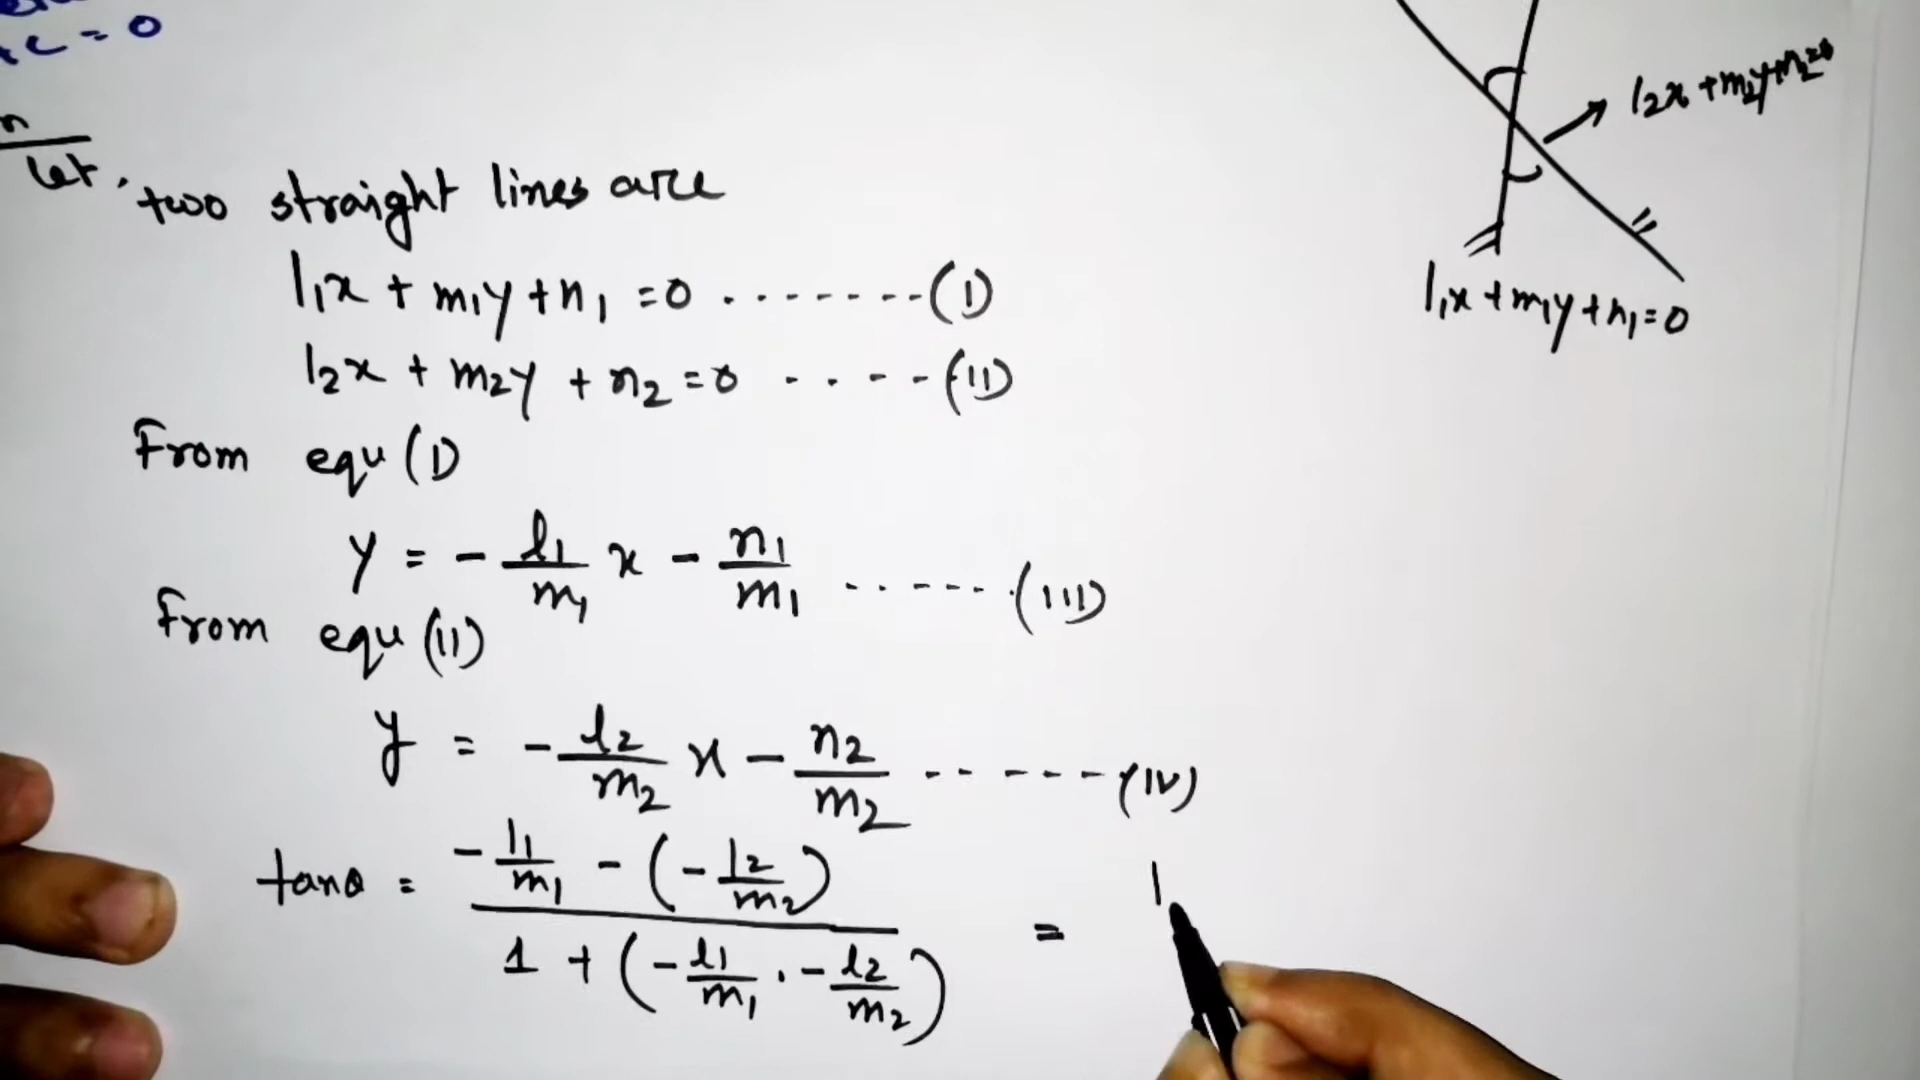 +c = 0
n
let, two straight lines are
l₁x + m₁y + n₁ = 0 ........(I)
l₂x + m₂y + n₂ = 0 .....(II)
From equ (I)
y = - l₁/m₁ x - n₁/m₁ ......(III)
From equ (II)
y = - l₂/m₂ x - n₂/m₂ ......(IV)
tanθ = (- l₁/m₁ - (- l₂/m₂)) / (1 + (- l₁/m₁ . - l₂/m₂)) = l
l₂x + m₂y + n₂ = 0
l₁x + m₁y + n₁ = 0